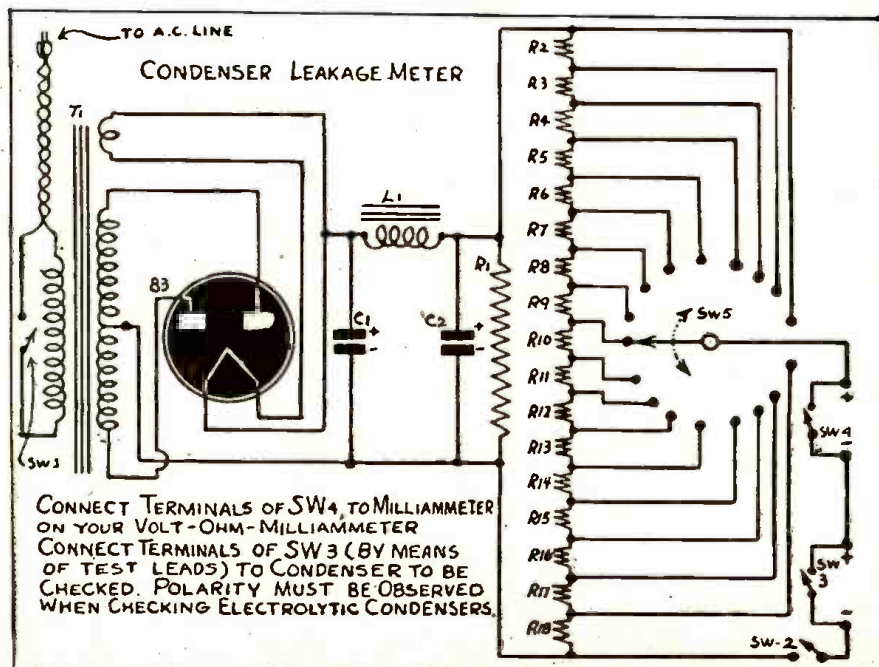 TO A.C. LINE
CONDENSER LEAKAGE METER
T1
83
SW1
L1
C1
+
-
C2
+
-
R1
R2
R3
R4
R5
R6
R7
R8
R9
R10
R11
R12
R13
R14
R15
R16
R17
R18
SW5
+
SW4
-
+
SW
3
-
SW-2
CONNECT TERMINALS OF SW4, TO MILLIAMMETER
ON YOUR VOLT-OHM-MILLIAMMETER
CONNECT TERMINALS OF SW3 (BY MEANS
OF TEST LEADS) TO CONDENSER TO BE
CHECKED. POLARITY MUST BE OBSERVED
WHEN CHECKING ELECTROLYTIC CONDENSERS.